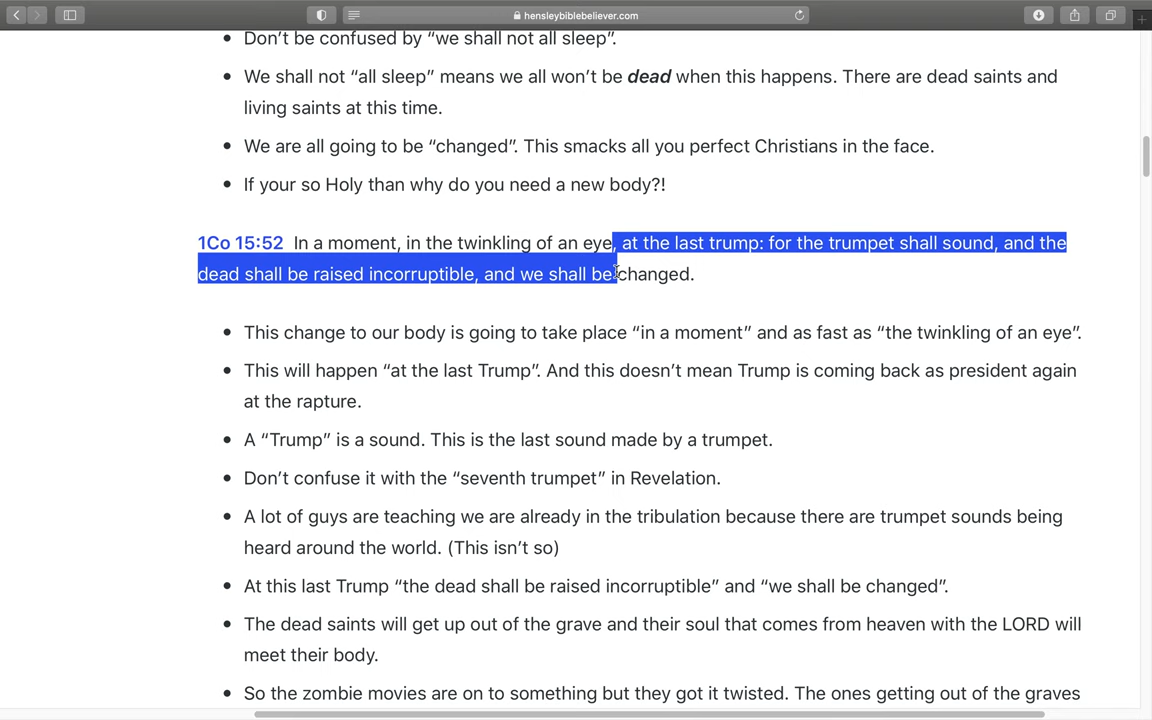 hensleybiblebeliever.com
• Don’t be confused by “we shall not all sleep”.
• We shall not “all sleep” means we all won’t be dead when this happens. There are dead saints and
living saints at this time.
• We are all going to be “changed”. This smacks all you perfect Christians in the face.
• If your so Holy than why do you need a new body?!
1Co 15:52 In a moment, in the twinkling of an eye, at the last trump: for the trumpet shall sound, and the
dead shall be raised incorruptible, and we shall be changed.
• This change to our body is going to take place “in a moment” and as fast as “the twinkling of an eye”.
• This will happen “at the last Trump”. And this doesn’t mean Trump is coming back as president again
at the rapture.
• A “Trump” is a sound. This is the last sound made by a trumpet.
• Don’t confuse it with the “seventh trumpet” in Revelation.
• A lot of guys are teaching we are already in the tribulation because there are trumpet sounds being
heard around the world. (This isn’t so)
• At this last Trump “the dead shall be raised incorruptible” and “we shall be changed”.
• The dead saints will get up out of the grave and their soul that comes from heaven with the LORD will
meet their body.
• So the zombie movies are on to something but they got it twisted. The ones getting out of the graves